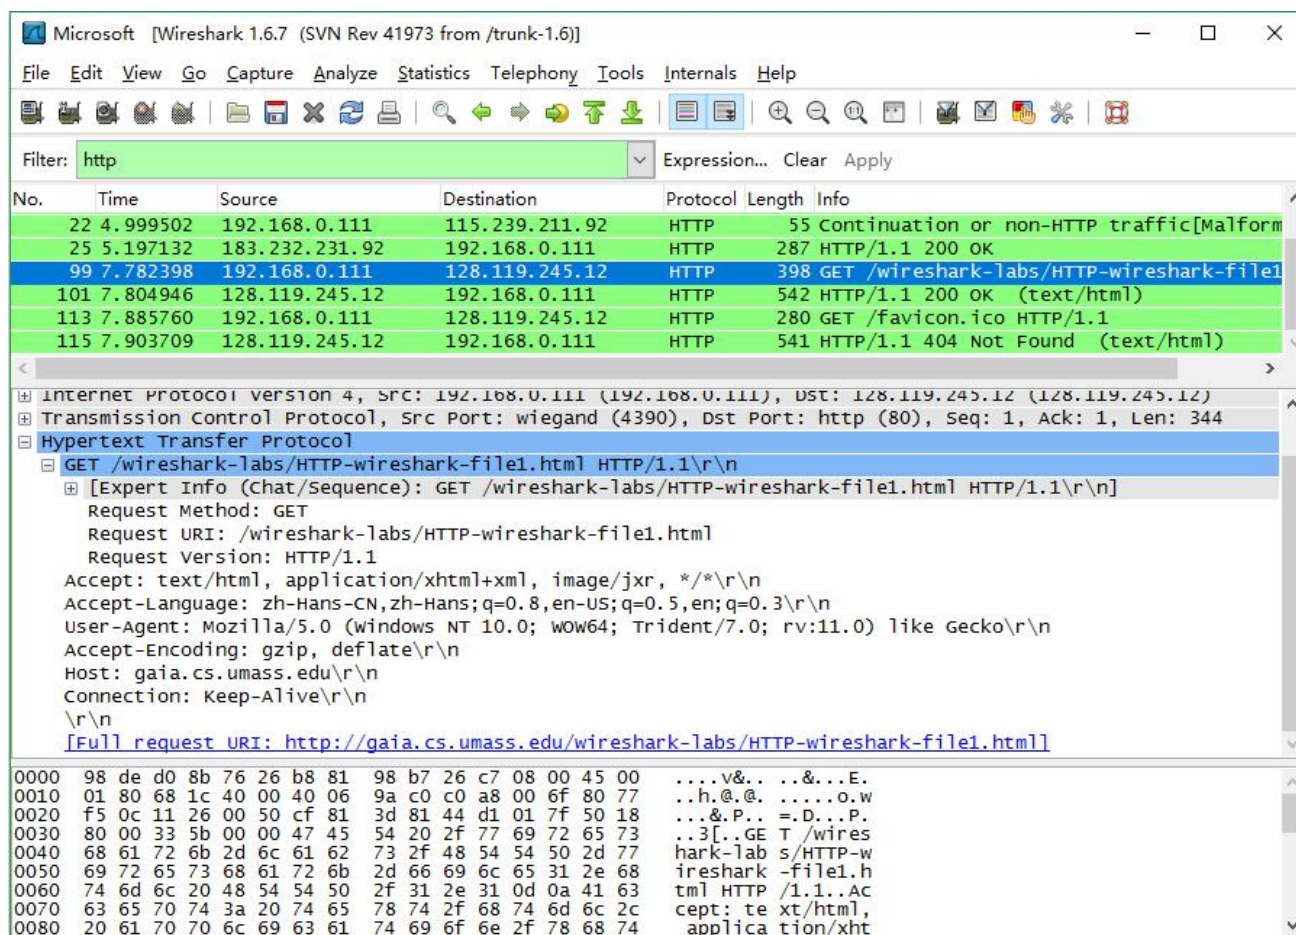 Microsoft [Wireshark 1.6.7 (SVN Rev 41973 from /trunk-1.6)]
File Edit View Go Capture Analyze Statistics Telephony Tools Internals Help
Filter: http Expression... Clear Apply
No. Time Source Destination Protocol Length Info
22 4.999502 192.168.0.111 115.239.211.92 HTTP 55 Continuation or non-HTTP traffic[Malform
25 5.197132 183.232.231.92 192.168.0.111 HTTP 287 HTTP/1.1 200 OK
99 7.782398 192.168.0.111 128.119.245.12 HTTP 398 GET /wireshark-labs/HTTP-wireshark-file1
101 7.804946 128.119.245.12 192.168.0.111 HTTP 542 HTTP/1.1 200 OK (text/html)
113 7.885760 192.168.0.111 128.119.245.12 HTTP 280 GET /favicon.ico HTTP/1.1
115 7.903709 128.119.245.12 192.168.0.111 HTTP 541 HTTP/1.1 404 Not Found (text/html)
Internet Protocol Version 4, Src: 192.168.0.111 (192.168.0.111), Dst: 128.119.245.12 (128.119.245.12)
Transmission Control Protocol, Src Port: wiegand (4390), Dst Port: http (80), Seq: 1, Ack: 1, Len: 344
Hypertext Transfer Protocol
GET /wireshark-labs/HTTP-wireshark-file1.html HTTP/1.1\r\n
[Expert Info (Chat/Sequence): GET /wireshark-labs/HTTP-wireshark-file1.html HTTP/1.1\r\n]
Request Method: GET
Request URI: /wireshark-labs/HTTP-wireshark-file1.html
Request Version: HTTP/1.1
Accept: text/html, application/xhtml+xml, image/jxr, */*\r\n
Accept-Language: zh-Hans-CN,zh-Hans;q=0.8,en-US;q=0.5,en;q=0.3\r\n
User-Agent: Mozilla/5.0 (Windows NT 10.0; WOW64; Trident/7.0; rv:11.0) like Gecko\r\n
Accept-Encoding: gzip, deflate\r\n
Host: gaia.cs.umass.edu\r\n
Connection: Keep-Alive\r\n
\r\n
[Full request URI: http://gaia.cs.umass.edu/wireshark-labs/HTTP-wireshark-file1.html]
0000 98 de d0 8b 76 26 b8 81 98 b7 26 c7 08 00 45 00 ....v&.. ..&...E.
0010 01 80 68 1c 40 00 40 06 9a c0 c0 a8 00 6f 80 77 ..h.@.@. .....o.w
0020 f5 0c 11 26 00 50 cf 81 3d 81 44 d1 01 7f 50 18 ...&.P.. =.D...P.
0030 80 00 33 5b 00 00 47 45 54 20 2f 77 69 72 65 73 ..3[..GE T /wires
0040 68 61 72 6b 2d 6c 61 62 73 2f 48 54 54 50 2d 77 hark-lab s/HTTP-w
0050 69 72 65 73 68 61 72 6b 2d 66 69 6c 65 31 2e 68 ireshark -file1.h
0060 74 6d 6c 20 48 54 54 50 2f 31 2e 31 0d 0a 41 63 tml HTTP /1.1..Ac
0070 63 65 70 74 3a 20 74 65 78 74 2f 68 74 6d 6c 2c cept: te xt/html,
0080 20 61 70 70 6c 69 63 61 74 69 6f 6e 2f 78 68 74 applica tion/xht